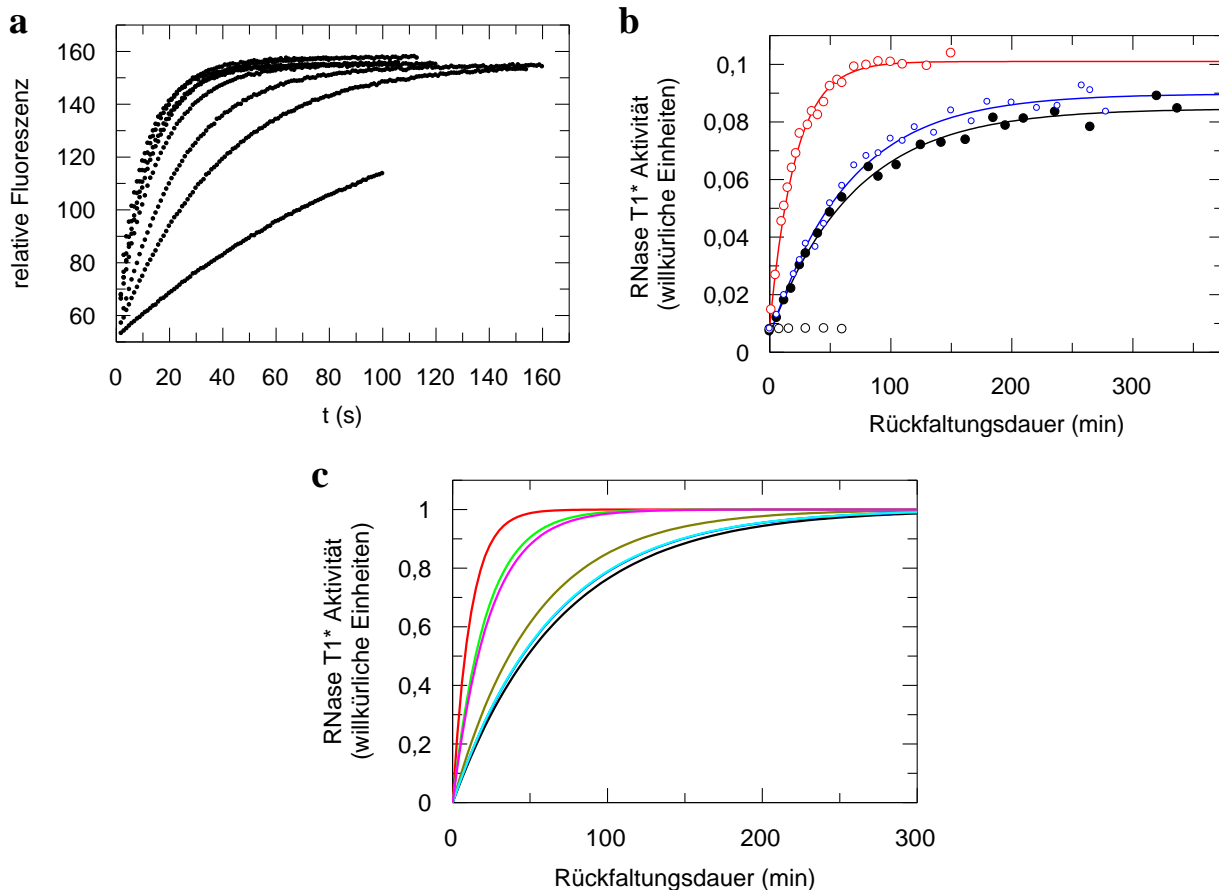 a
160
140
120
100
80
60
relative Fluoreszenz
0 20 40 60 80 100 120 140 160
t (s)
b
0,1
0,08
0,06
0,04
0,02
0
RNase T1* Aktivität
(willkürliche Einheiten)
0 100 200 300
Rückfaltungsdauer (min)
c
1
0,8
0,6
0,4
0,2
0
RNase T1* Aktivität
(willkürliche Einheiten)
0 100 200 300
Rückfaltungsdauer (min)